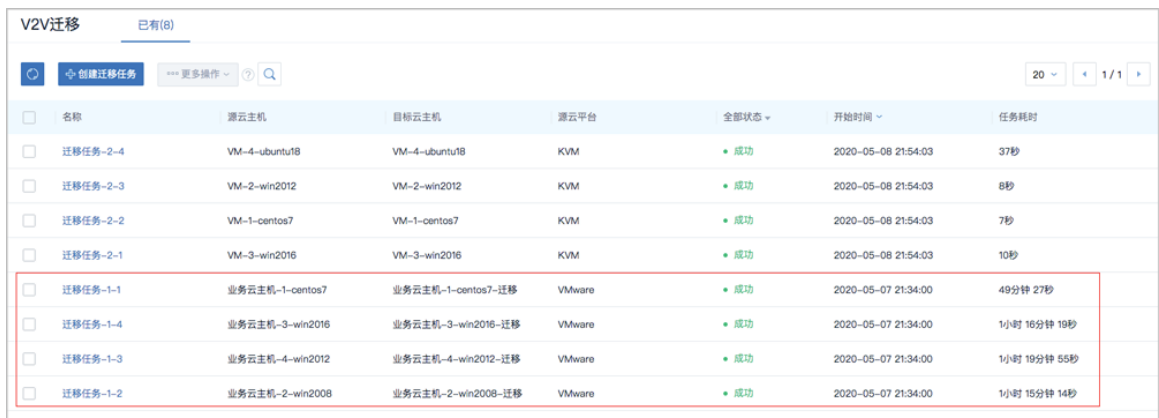 V2V迁移 已有(8)
创建迁移任务 更多操作 ? 20 1/1
名称 源云主机 目标云主机 源云平台 全部状态 开始时间 任务耗时
迁移任务-2-4 VM-4-ubuntu18 VM-4-ubuntu18 KVM 成功 2020-05-08 21:54:03 37秒
迁移任务-2-3 VM-2-win2012 VM-2-win2012 KVM 成功 2020-05-08 21:54:03 8秒
迁移任务-2-2 VM-1-centos7 VM-1-centos7 KVM 成功 2020-05-08 21:54:03 7秒
迁移任务-2-1 VM-3-win2016 VM-3-win2016 KVM 成功 2020-05-08 21:54:03 10秒
迁移任务-1-1 业务云主机-1-centos7 业务云主机-1-centos7-迁移 VMware 成功 2020-05-07 21:34:00 49分钟 27秒
迁移任务-1-4 业务云主机-3-win2016 业务云主机-3-win2016-迁移 VMware 成功 2020-05-07 21:34:00 1小时 16分钟 19秒
迁移任务-1-3 业务云主机-4-win2012 业务云主机-4-win2012-迁移 VMware 成功 2020-05-07 21:34:00 1小时 19分钟 55秒
迁移任务-1-2 业务云主机-2-win2008 业务云主机-2-win2008-迁移 VMware 成功 2020-05-07 21:34:00 1小时 15分钟 14秒